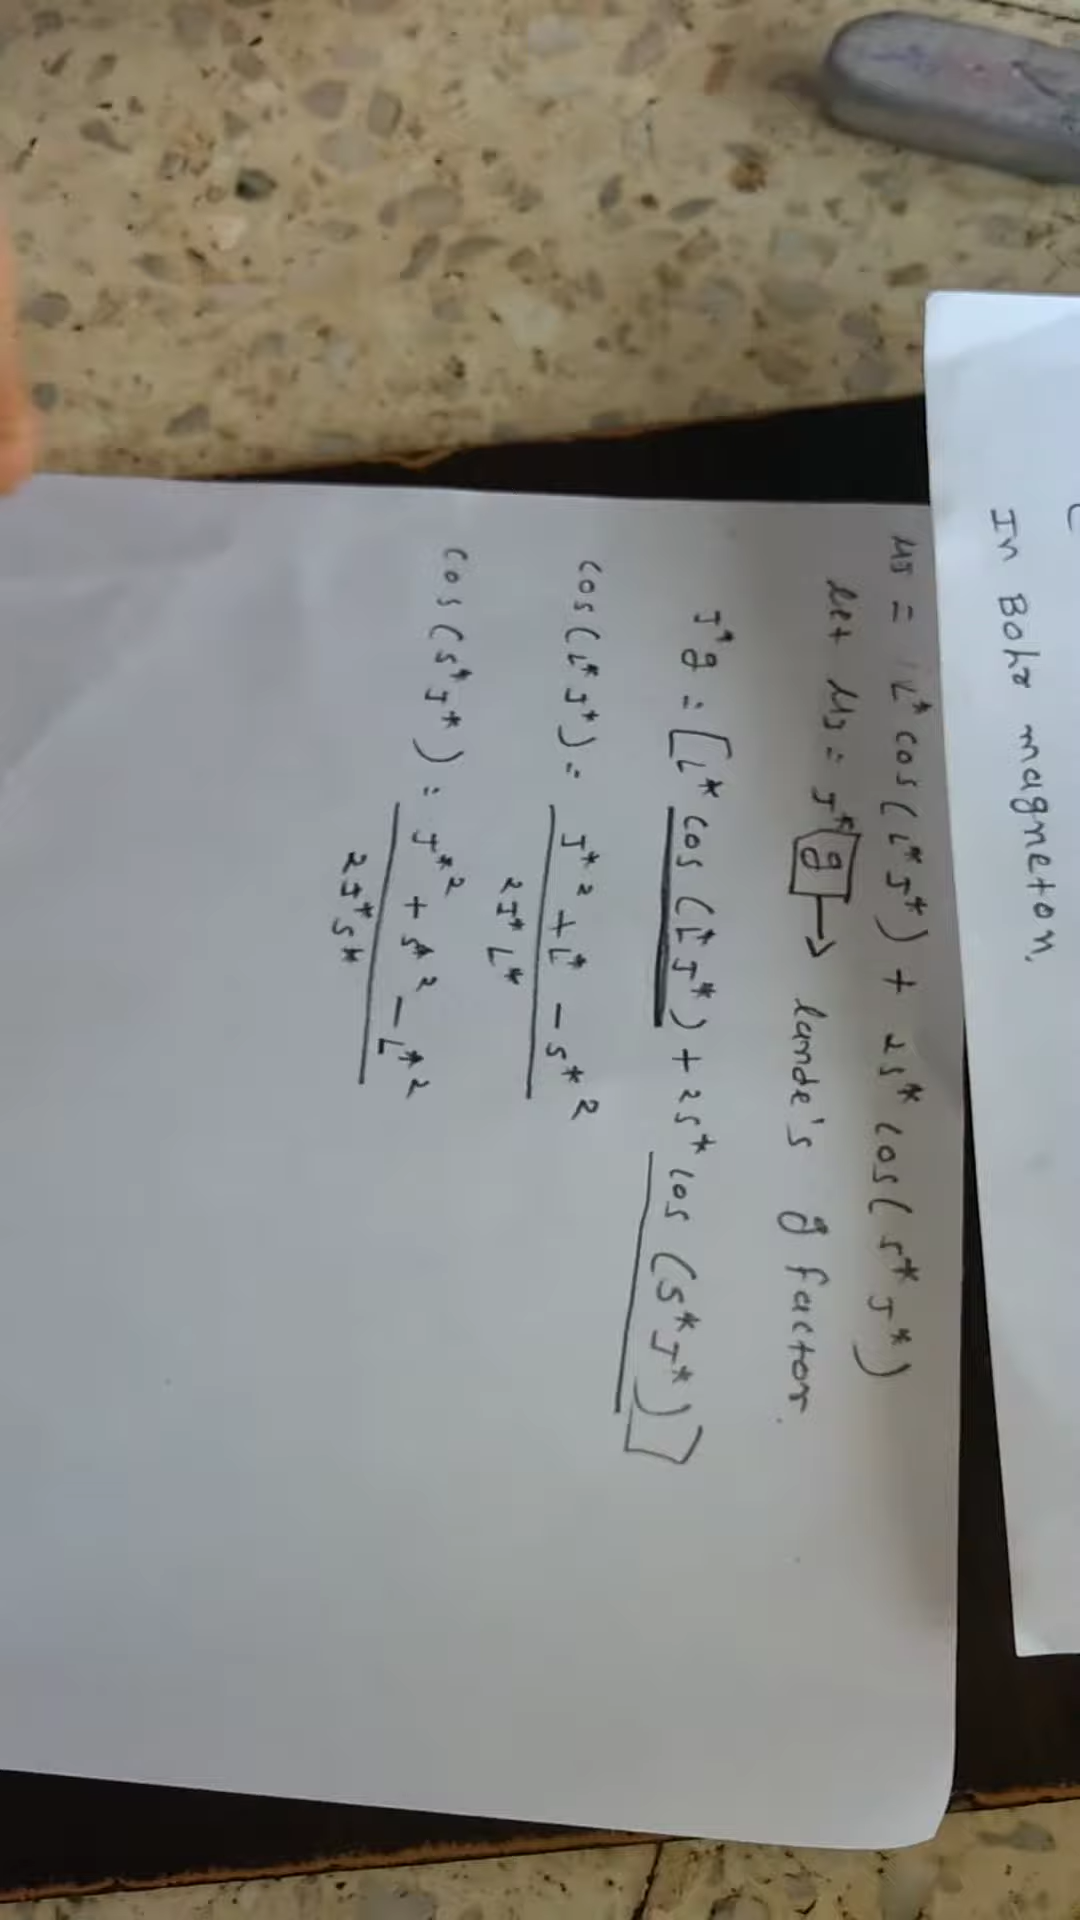 In Bohr magneton.
μJ = L* cos(L* J*) + 2s* cos(s* J*)
let μJ = J* g → lande's g factor.
J* g = [L* cos (L* J*) + 2s* cos (s* J*)]
cos(L* J*) = J*² + L* - s*² / 2J* L*
cos(s* J*) = J*² + s*² - L*² / 2J* s*